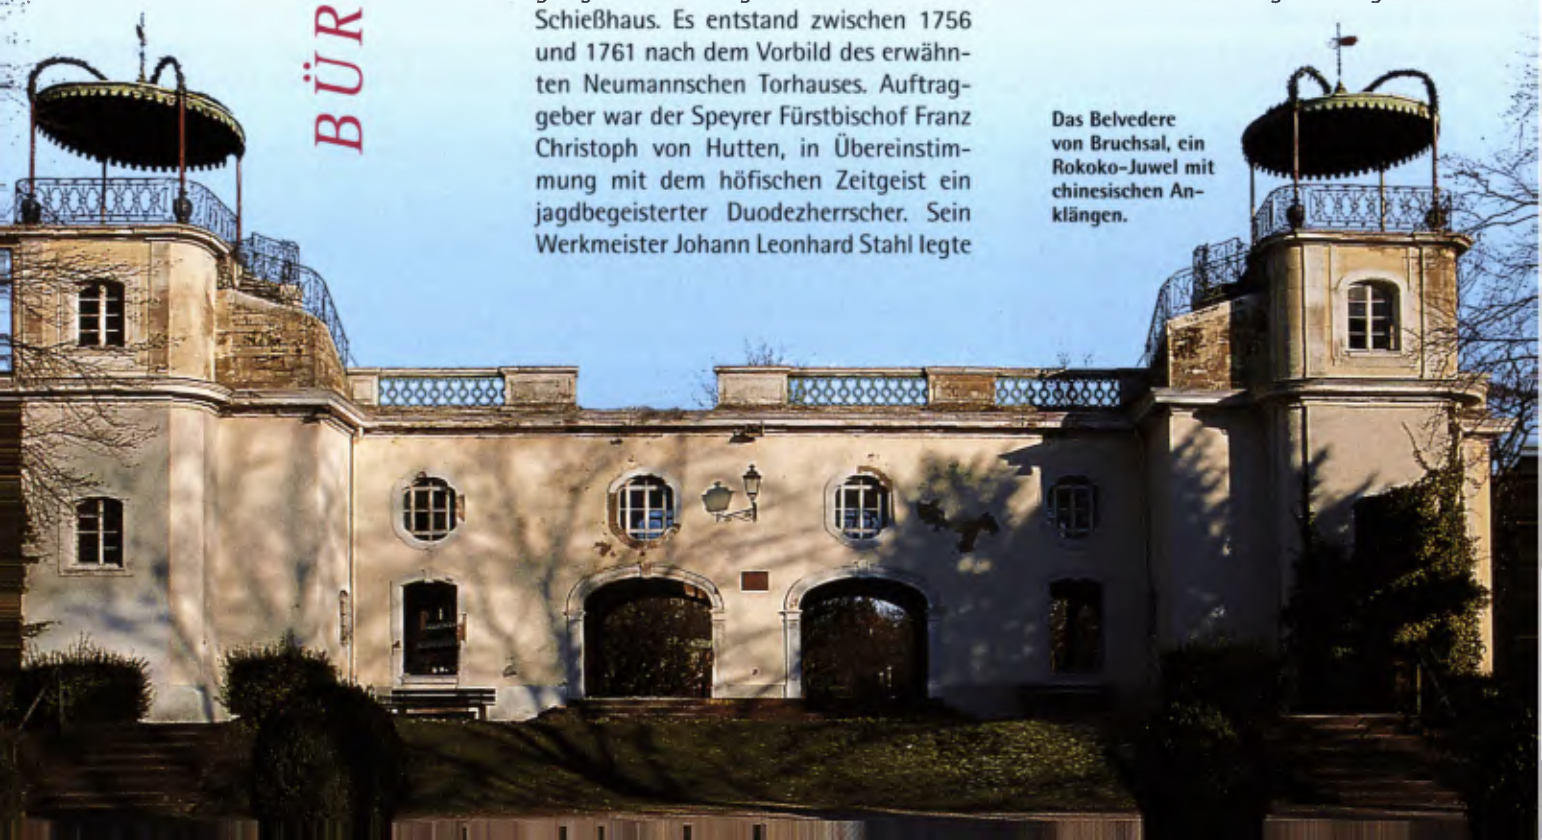 BÜR
Schießhaus. Es entstand zwischen 1756
und 1761 nach dem Vorbild des erwähn-
ten Neumannschen Torhauses. Auftrag-
geber war der Speyrer Fürstbischof Franz
Christoph von Hutten, in Übereinstim-
mung mit dem höfischen Zeitgeist ein
jagdbegeisterter Duodezherrscher. Sein
Werkmeister Johann Leonhard Stahl legte
Das Belvedere
von Bruchsal, ein
Rokoko-Juwel mit
chinesischen An-
klängen.